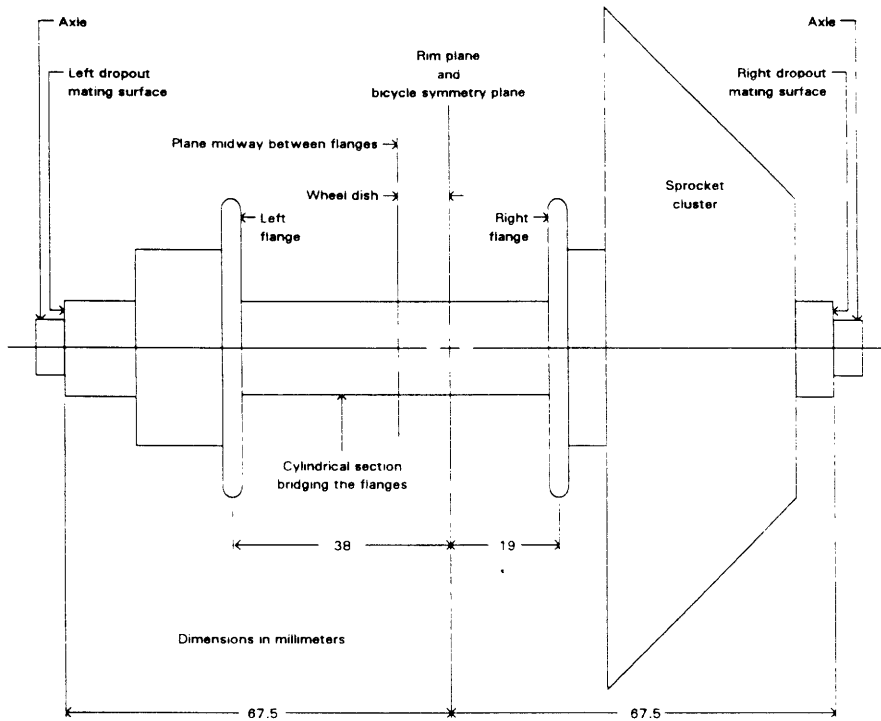 Axle
Axle
Left dropout
mating surface
Rim plane
and
bicycle symmetry plane
Right dropout
mating surface
Plane midway between flanges
Wheel dish
Sprocket
cluster
Left
flange
Right
flange
Cylindrical section
bridging the flanges
38
19
Dimensions in millimeters
67.5
67.5